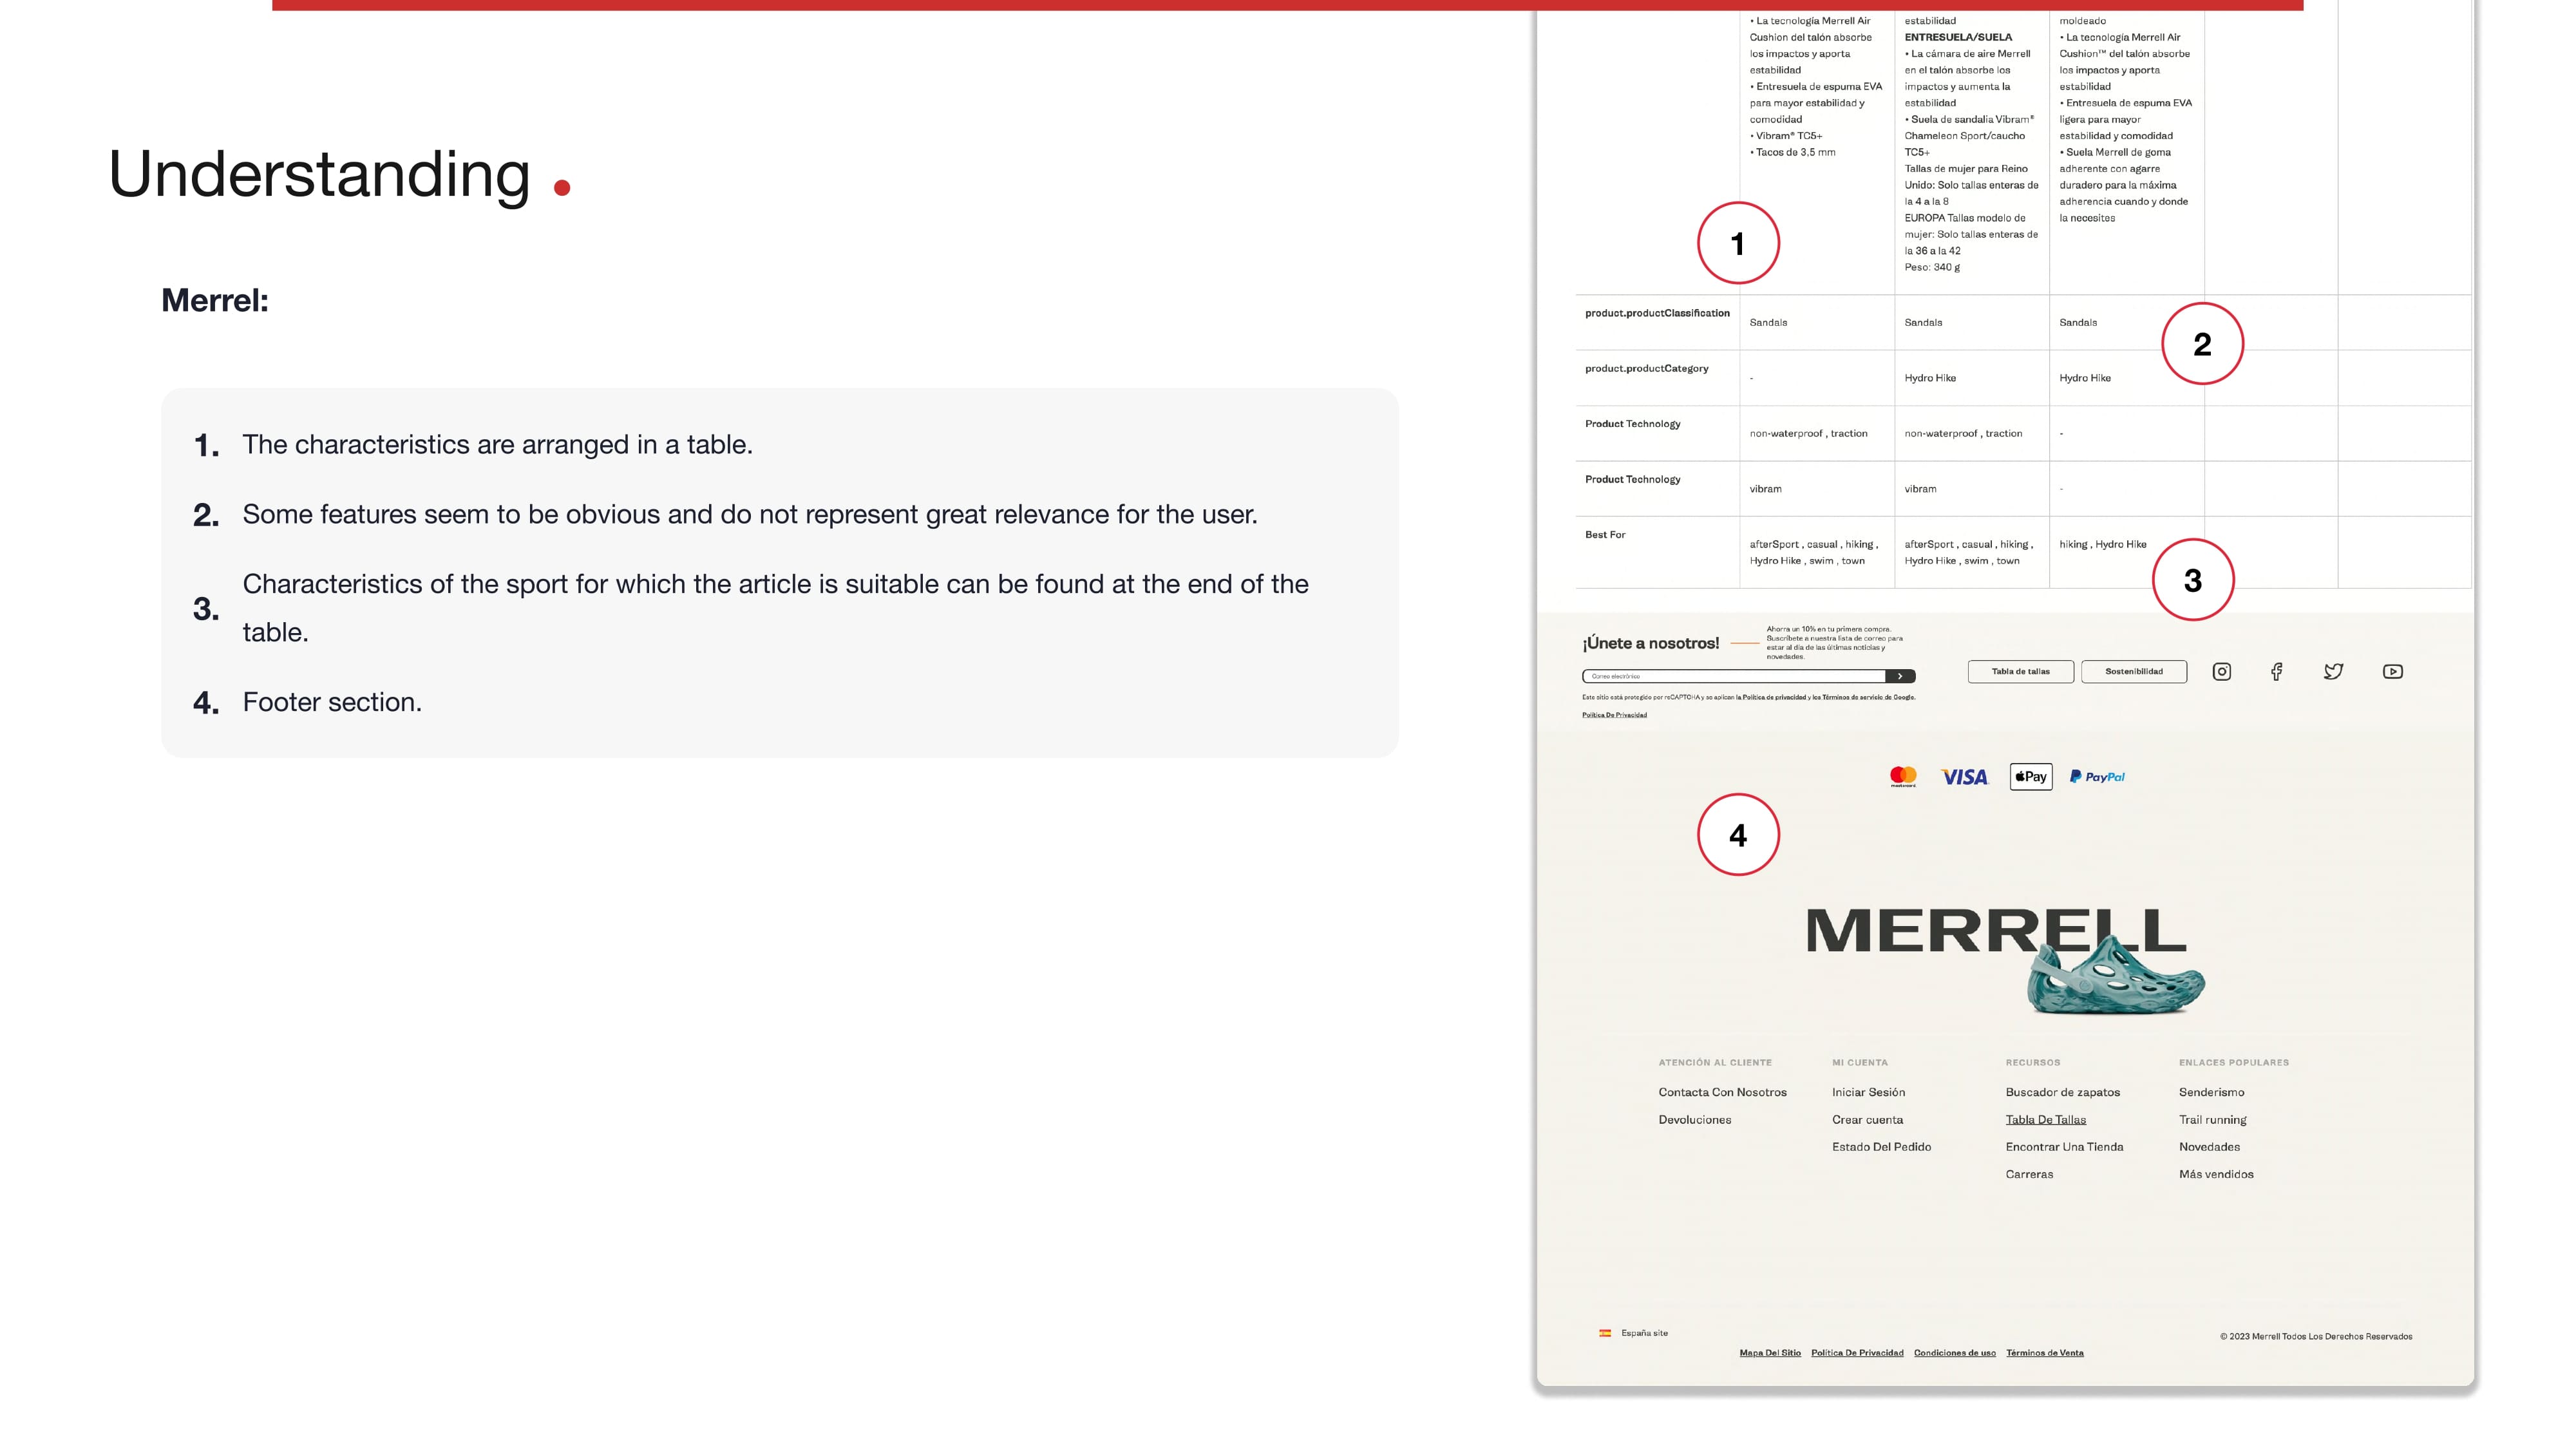 Understanding .
Merrel:
1. The characteristics are arranged in a table.
2. Some features seem to be obvious and do not represent great relevance for the user.
3. Characteristics of the sport for which the article is suitable can be found at the end of the
table.
4. Footer section.
• La tecnología Merrell Air
Cushion del talón absorbe
los impactos y aporta
estabilidad
• Entresuela de espuma EVA
para mayor estabilidad y
comodidad
• Vibram® TC5+
• Tacos de 3,5 mm
estabilidad
ENTRESUELA/SUELA
• La cámara de aire Merrell
en el talón absorbe los
impactos y aumenta la
estabilidad
• Suela de sandalia Vibram®
Chameleon Sport/caucho
TC5+
Tallas de mujer para Reino
Unido: Solo tallas enteras de
la 4 a la 8
EUROPA Tallas modelo de
mujer: Solo tallas enteras de
la 36 a la 42
Peso: 340 g
moldeado
• La tecnología Merrell Air
Cushion™ del talón absorbe
los impactos y aporta
estabilidad
• Entresuela de espuma EVA
ligera para mayor
estabilidad y comodidad
• Suela Merrell de goma
adherente con agarre
duradero para la máxima
adherencia cuando y donde
la necesites
1
product.productClassification
Sandals
Sandals
Sandals
2
product.productCategory
-
Hydro Hike
Hydro Hike
Product Technology
non-waterproof , traction
non-waterproof , traction
-
Product Technology
vibram
vibram
-
Best For
afterSport , casual , hiking ,
Hydro Hike , swim , town
afterSport , casual , hiking ,
Hydro Hike , swim , town
hiking , Hydro Hike
3
¡Únete a nosotros!
Ahorra un 10% en tu primera compra.
Suscríbete a nuestra lista de correo para
estar al día de las últimas noticias y
novedades.
Correo electrónico
Este sitio está protegido por reCAPTCHA y se aplican la Política de privacidad y los Términos de servicio de Google.
Política De Privacidad
Tabla de tallas
Sostenibilidad
mastercard
VISA
Pay
PayPal
4
MERRELL
ATENCIÓN AL CLIENTE
Contacta Con Nosotros
Devoluciones
MI CUENTA
Iniciar Sesión
Crear cuenta
Estado Del Pedido
RECURSOS
Buscador de zapatos
Tabla De Tallas
Encontrar Una Tienda
Carreras
ENLACES POPULARES
Senderismo
Trail running
Novedades
Más vendidos
España site
© 2023 Merrell Todos Los Derechos Reservados
Mapa Del Sitio Política De Privacidad Condiciones de uso Términos de Venta